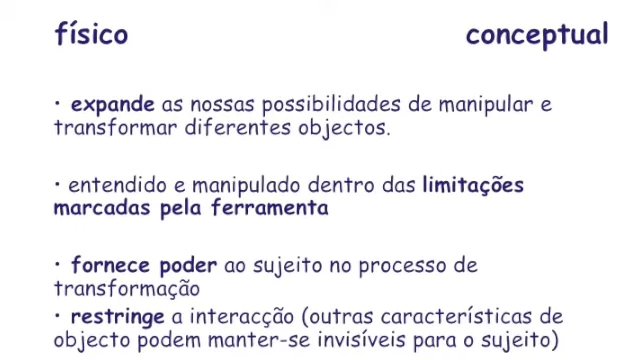 físico conceptual
• expande as nossas possibilidades de manipular e
transformar diferentes objectos.
• entendido e manipulado dentro das limitações
marcadas pela ferramenta
• fornece poder ao sujeito no processo de
transformação
• restringe a interacção (outras características de
objecto podem manter-se invisíveis para o sujeito)